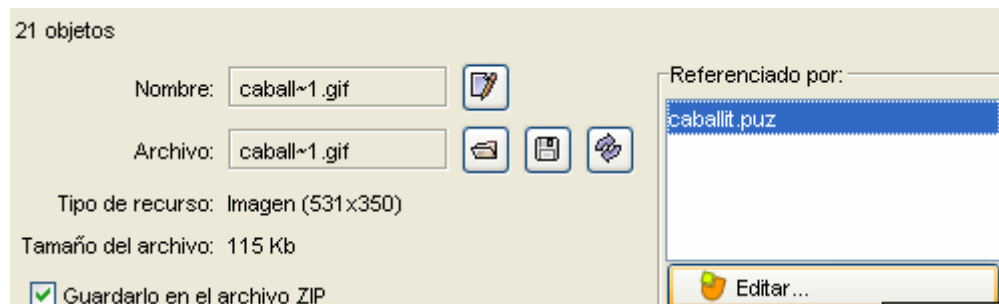 21 objetos
Nombre: caball~1.gif
Archivo: caball~1.gif
Tipo de recurso: Imagen (531x350)
Tamaño del archivo: 115 Kb
Guardarlo en el archivo ZIP
Referenciado por:
caballit.puz
Editar...